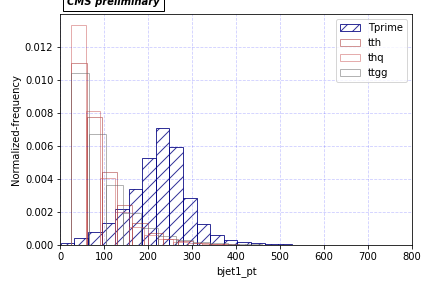 CMS preliminary
Tprime
tth
thq
ttgg
Normalized-frequency
0.012
0.010
0.008
0.006
0.004
0.002
0.000
0 100 200 300 400 500 600 700 800
bjet1_pt